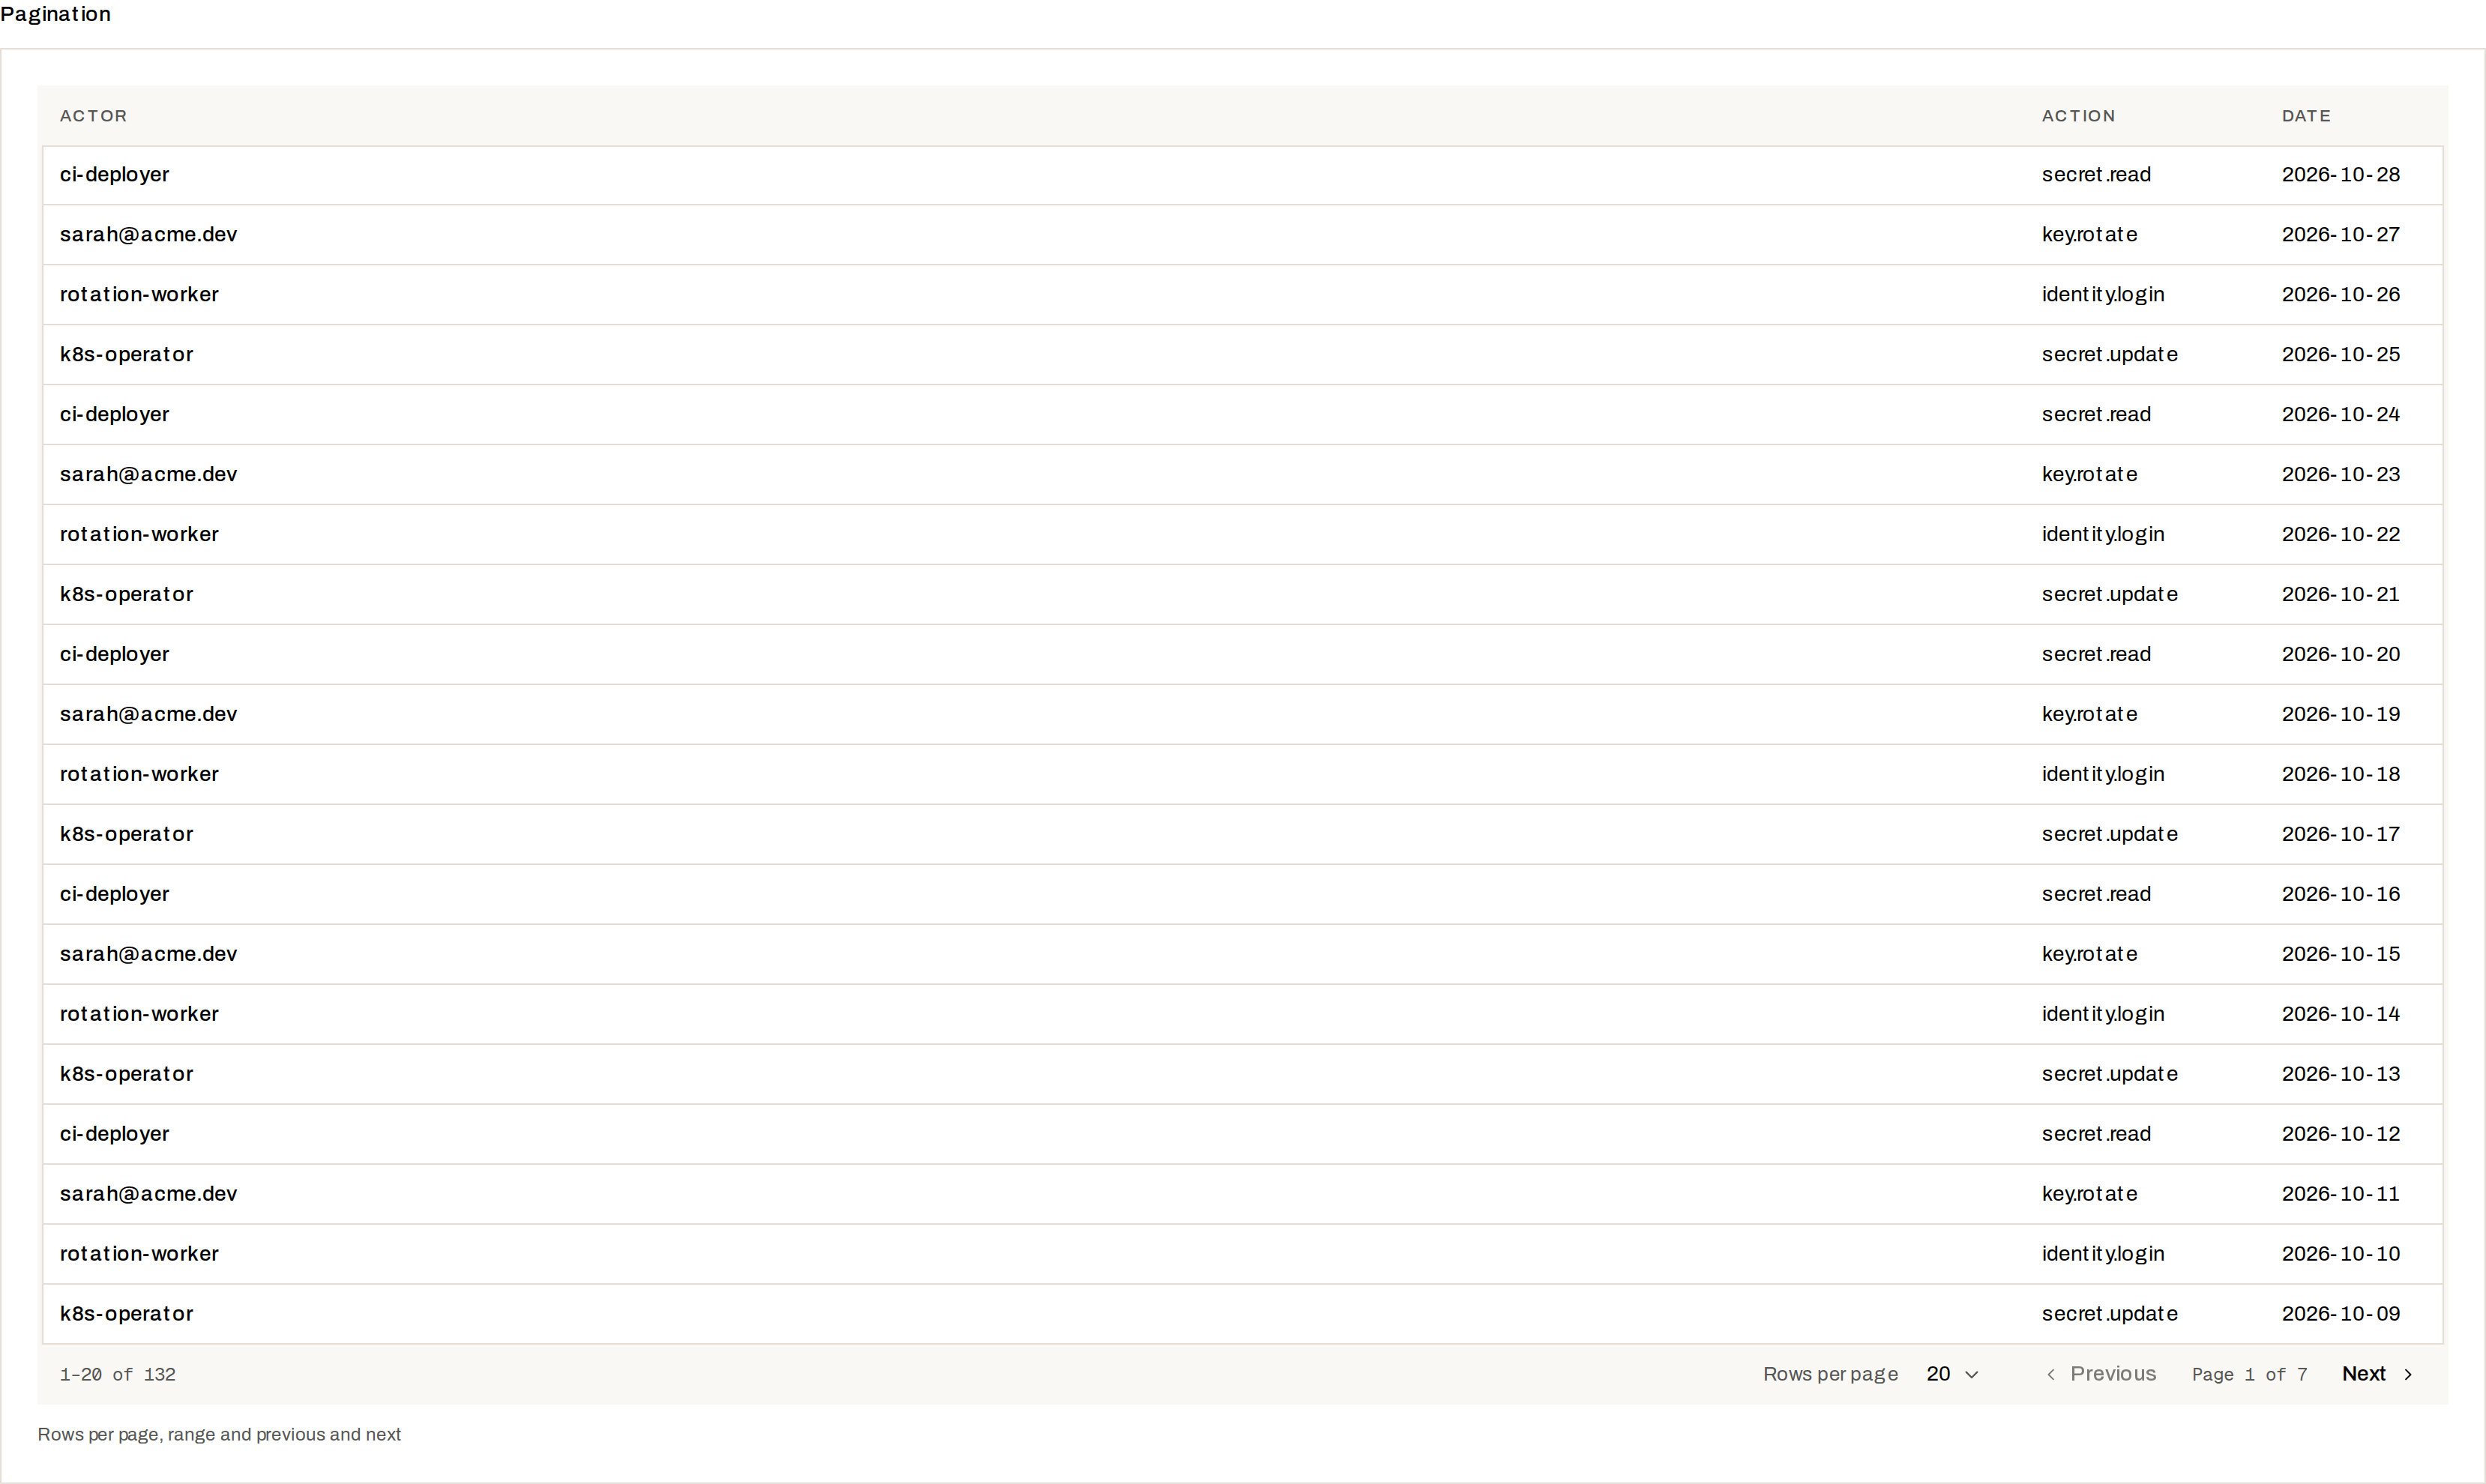 Pagination
ACTOR ACTION DATE
ci-deployer secret.read 2026-10-28
sarah@acme.dev key.rotate 2026-10-27
rotation-worker identity.login 2026-10-26
k8s-operator secret.update 2026-10-25
ci-deployer secret.read 2026-10-24
sarah@acme.dev key.rotate 2026-10-23
rotation-worker identity.login 2026-10-22
k8s-operator secret.update 2026-10-21
ci-deployer secret.read 2026-10-20
sarah@acme.dev key.rotate 2026-10-19
rotation-worker identity.login 2026-10-18
k8s-operator secret.update 2026-10-17
ci-deployer secret.read 2026-10-16
sarah@acme.dev key.rotate 2026-10-15
rotation-worker identity.login 2026-10-14
k8s-operator secret.update 2026-10-13
ci-deployer secret.read 2026-10-12
sarah@acme.dev key.rotate 2026-10-11
rotation-worker identity.login 2026-10-10
k8s-operator secret.update 2026-10-09
1–20 of 132 Rows per page 20 Previous Page 1 of 7 Next
Rows per page, range and previous and next